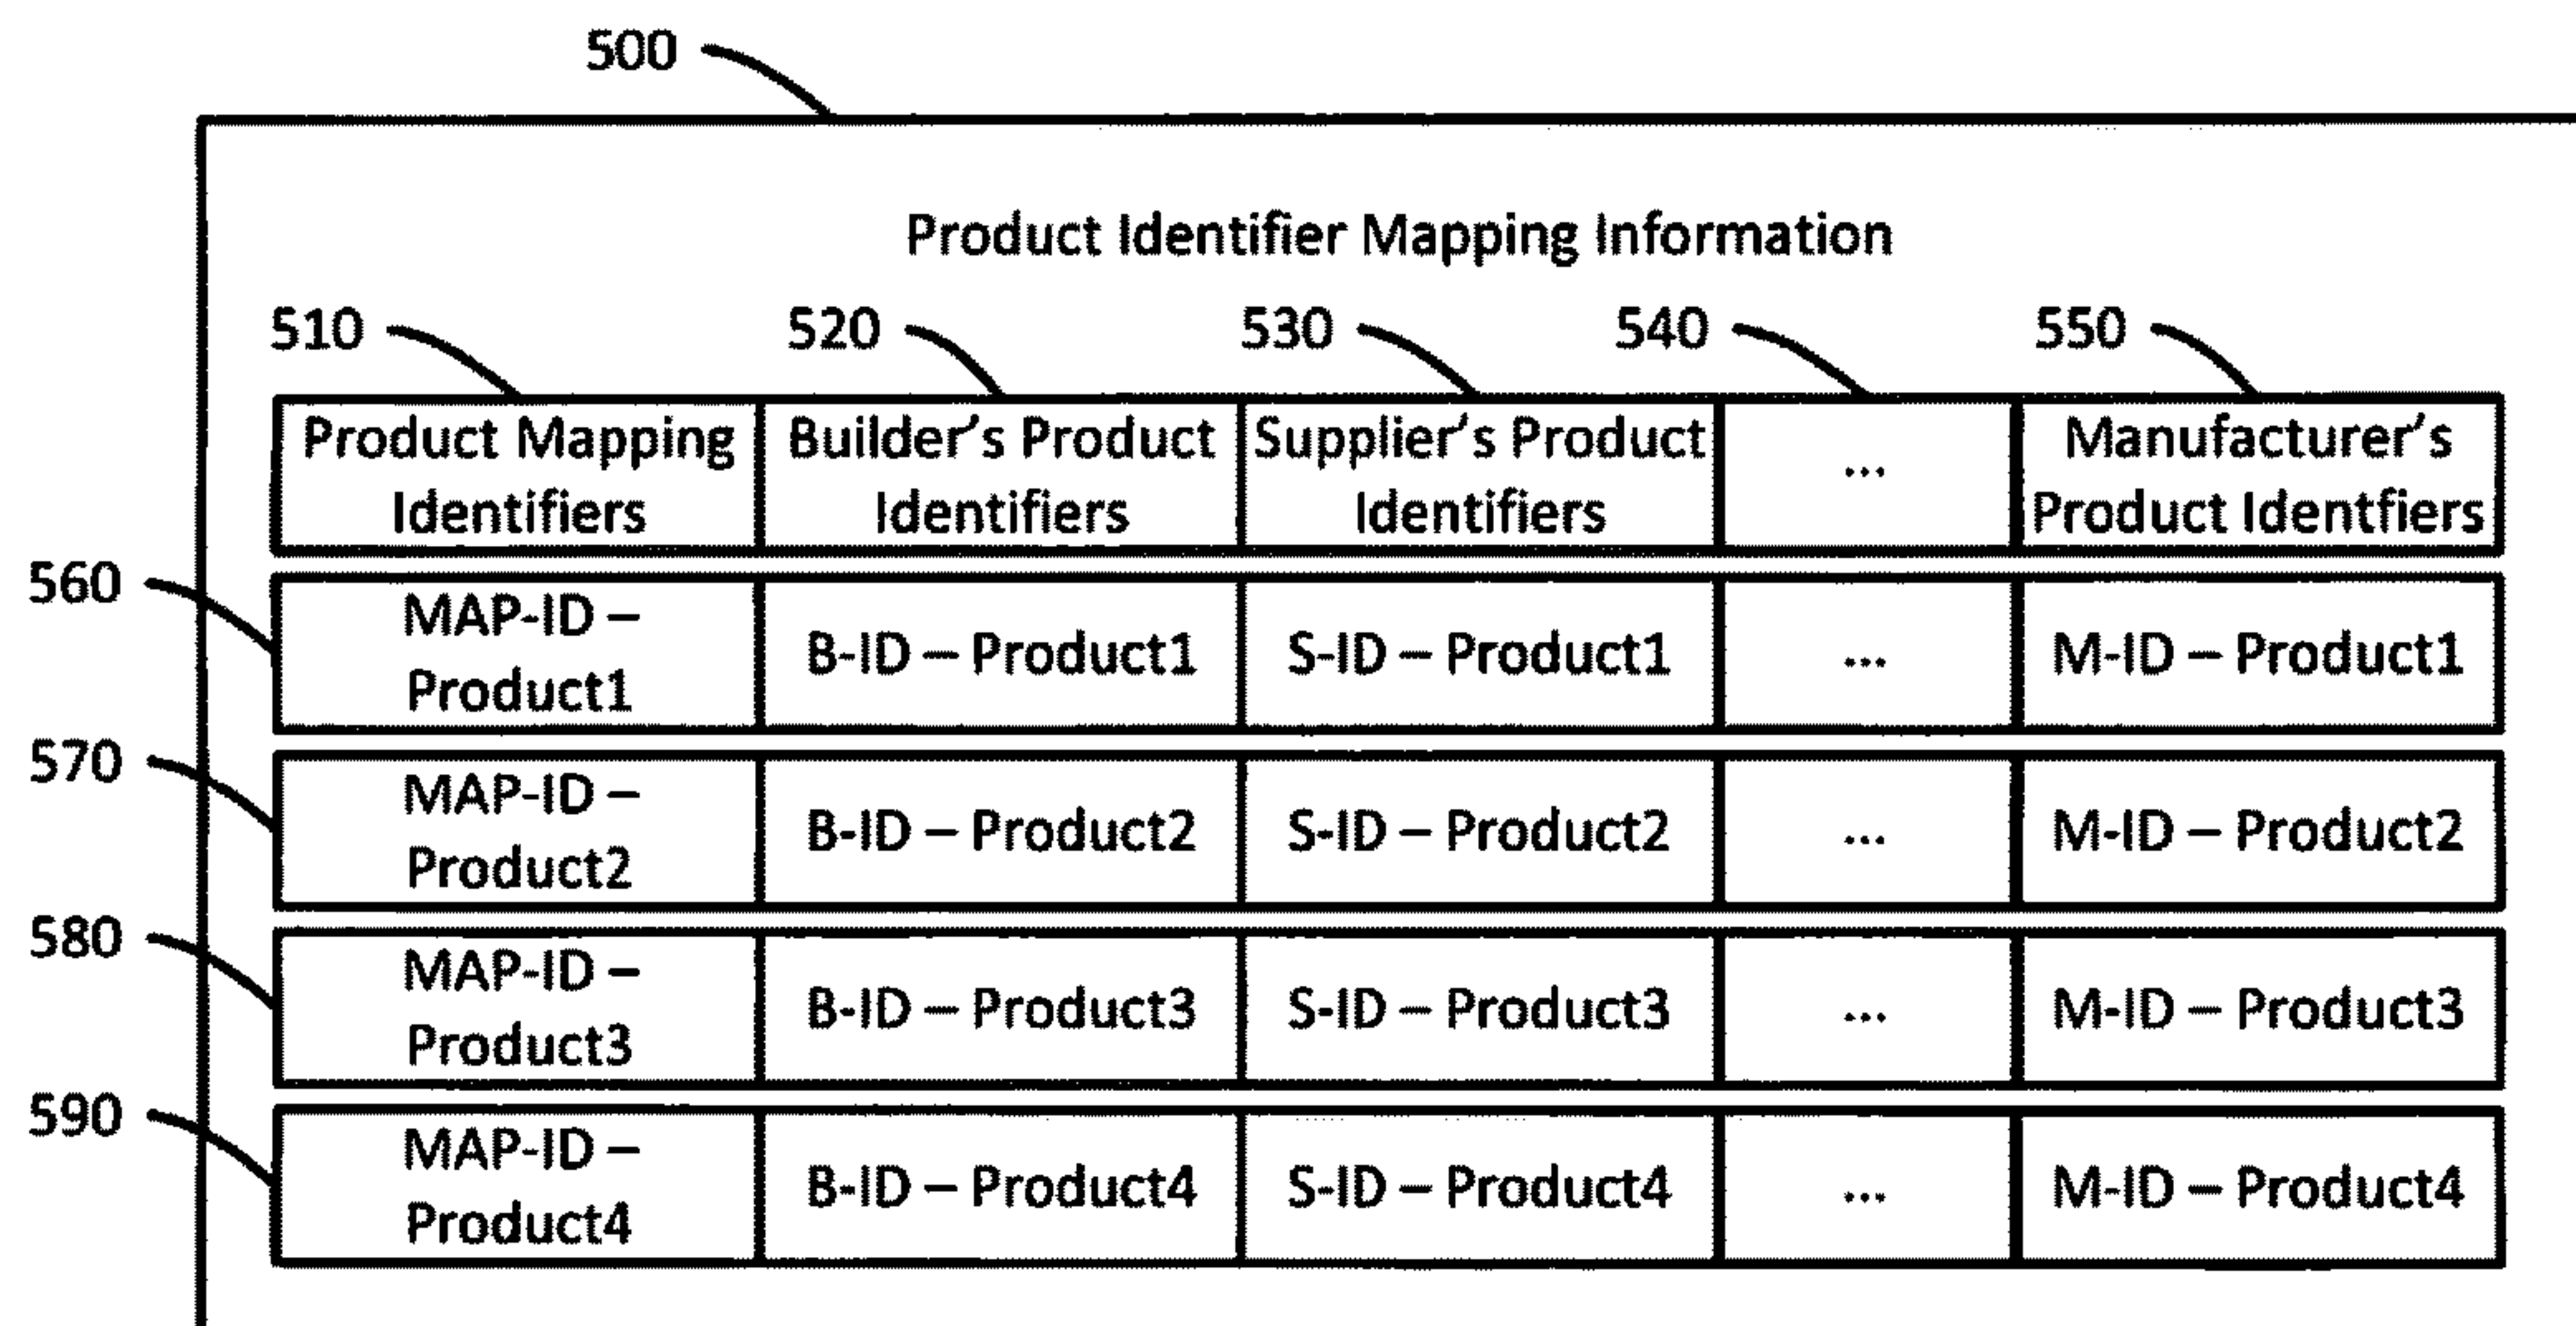 500
Product Identifier Mapping Information
510 520 530 540 550
Product Mapping Builder's Product Supplier's Product ... Manufacturer's
Identifiers Identifiers Identifiers Product Identfiers
560
MAP-ID –
Product1 B-ID – Product1 S-ID – Product1 ... M-ID – Product1
570
MAP-ID –
Product2 B-ID – Product2 S-ID – Product2 ... M-ID – Product2
580
MAP-ID –
Product3 B-ID – Product3 S-ID – Product3 ... M-ID – Product3
590
MAP-ID –
Product4 B-ID – Product4 S-ID – Product4 ... M-ID – Product4